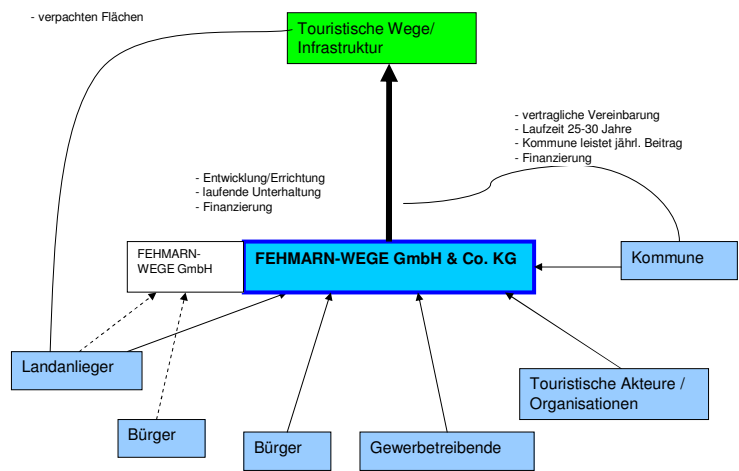 - verpachten Flächen
Touristische Wege/
Infrastruktur
- vertragliche Vereinbarung
- Laufzeit 25-30 Jahre
- Kommune leistet jährl. Beitrag
- Finanzierung
- Entwicklung/Errichtung
- laufende Unterhaltung
- Finanzierung
FEHMARN-
WEGE GmbH
FEHMARN-WEGE GmbH & Co. KG
Kommune
Landanlieger
Touristische Akteure /
Organisationen
Bürger
Bürger
Gewerbetreibende